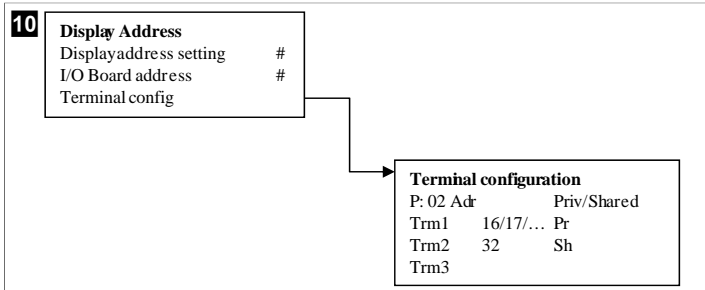 10
Display Address
Displayaddress setting #
I/O Board address #
Terminal config
Terminal configuration
P: 02 Adr Priv/Shared
Trm1 16/17/… Pr
Trm2 32 Sh
Trm3